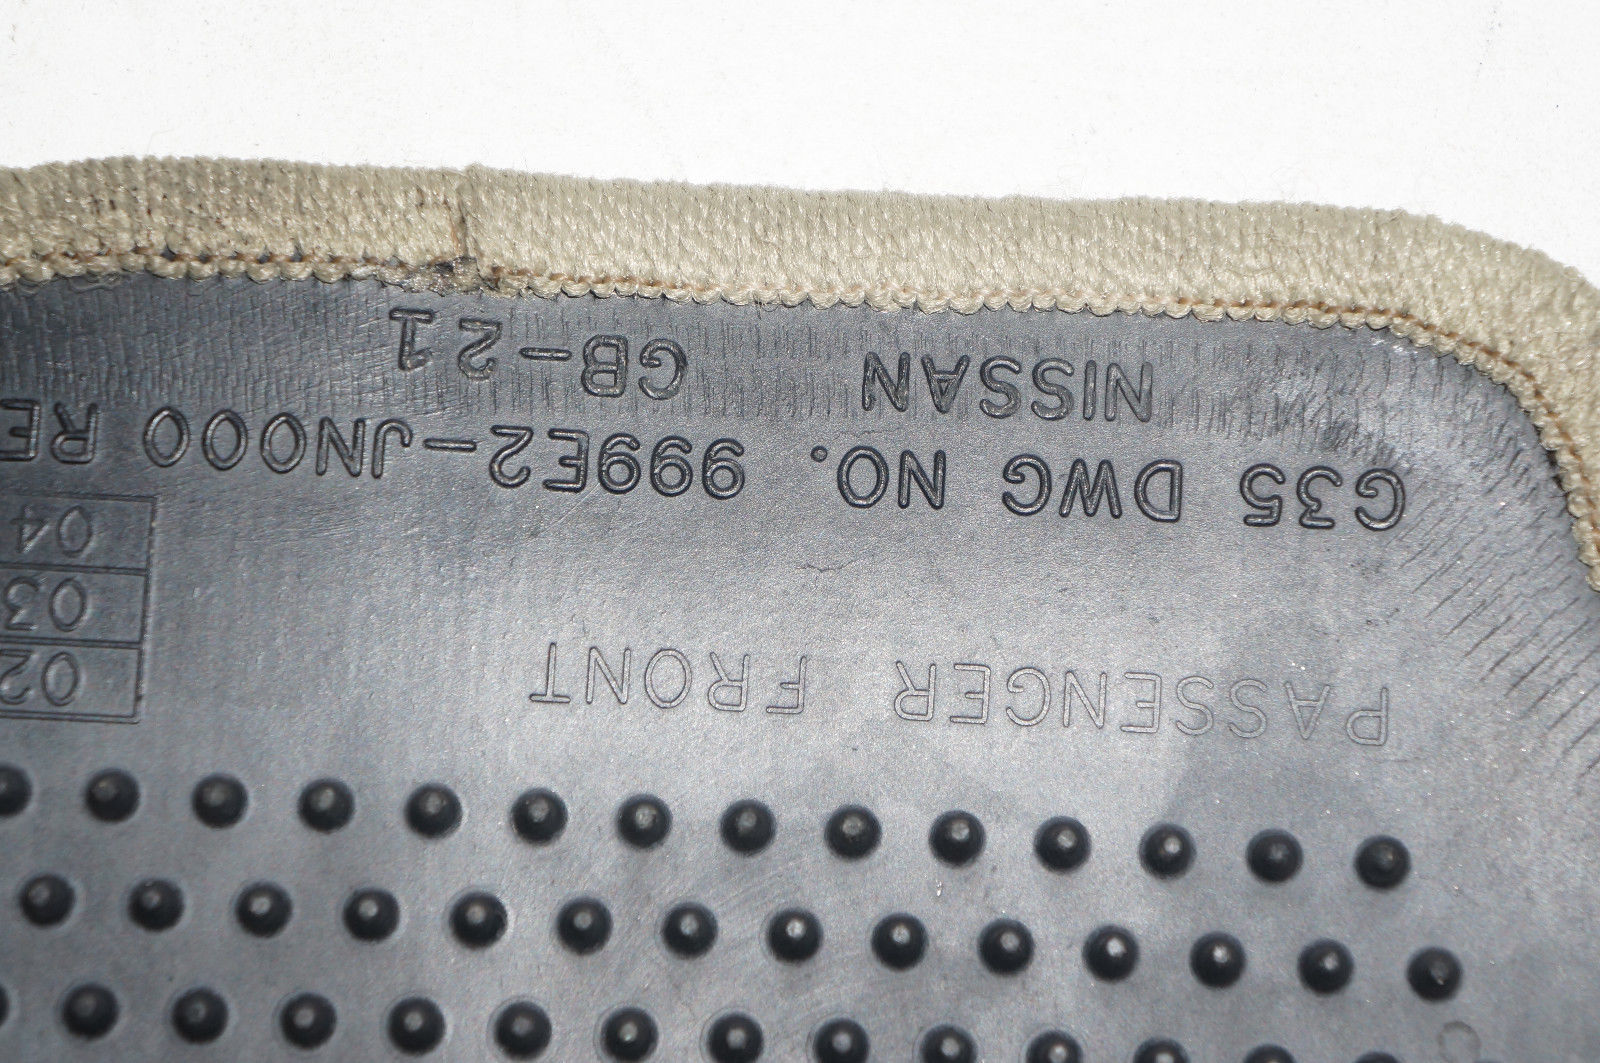 PASSENGER FRONT
02
03
04
G35 DWG NO. 999E2-JN000 RE
NISSAN GB-21